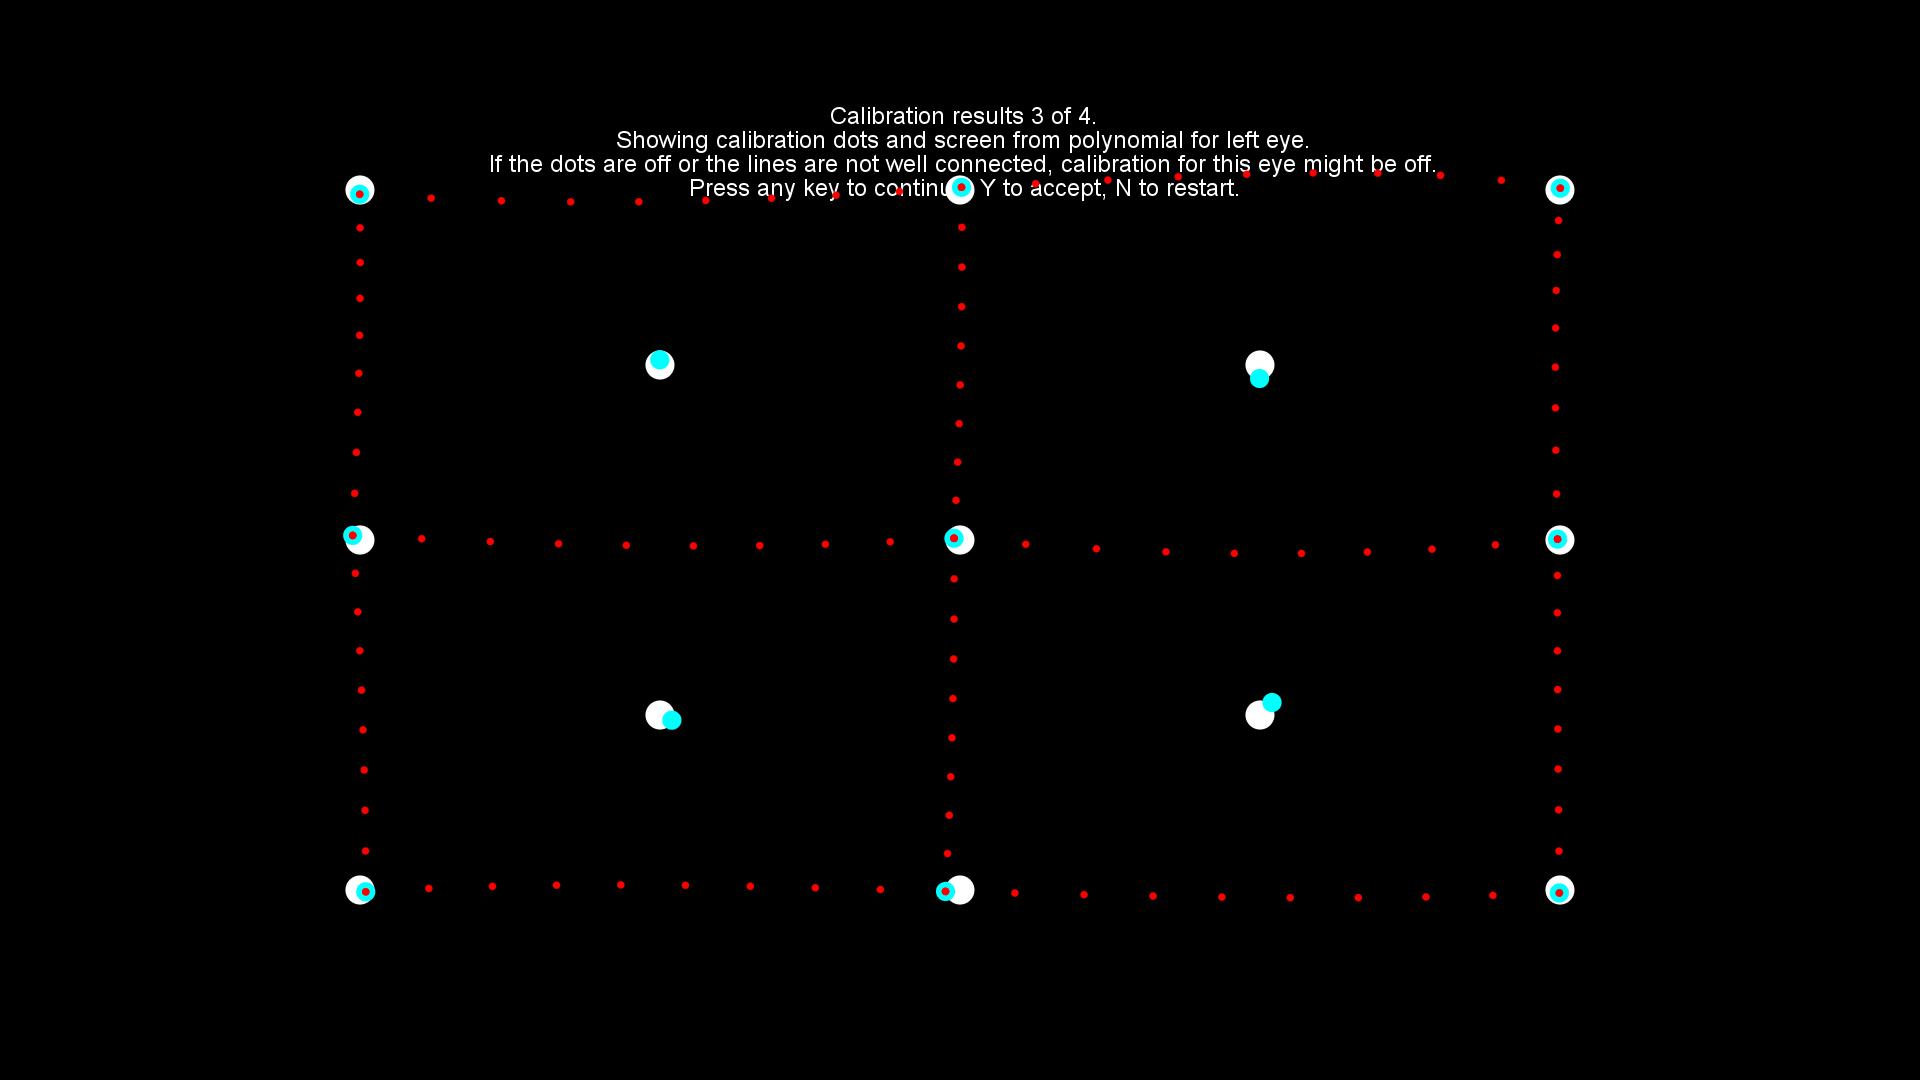 Calibration results 3 of 4.
Showing calibration dots and screen from polynomial for left eye.
If the dots are off or the lines are not well connected, calibration for this eye might be off.
Press any key to continue, Y to accept, N to restart.